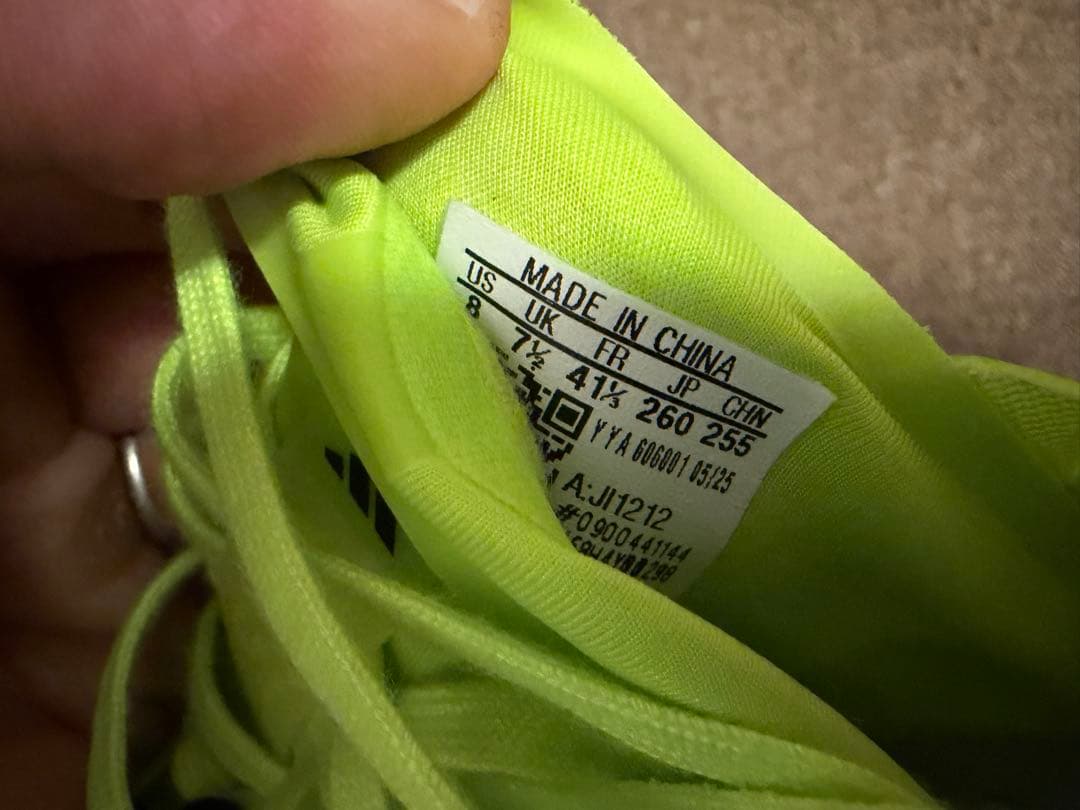 MADE IN CHINA
US UK FR JP CHN
8 7½ 41⅓ 260 255
YYA 606001 05/25
A:JI1212
#0900441144